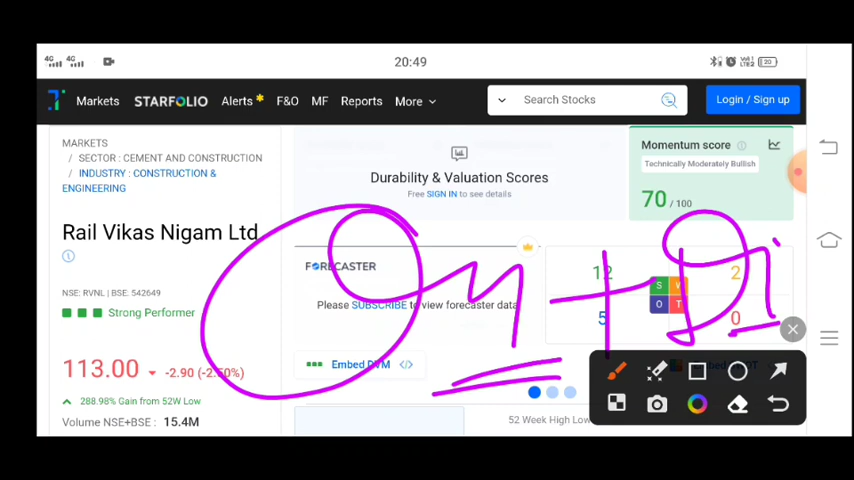 4G 4G
20:49
20
Markets STARFOLIO Alerts F&O MF Reports More
Search Stocks
Login / Sign up
MARKETS
/ SECTOR : CEMENT AND CONSTRUCTION
/ INDUSTRY : CONSTRUCTION & ENGINEERING
Rail Vikas Nigam Ltd.
NSE: RVNL | BSE: 542649
Strong Performer
113.00 -2.90 (-2.50%)
288.98% Gain from 52W Low
Volume NSE+BSE : 15.4M
Durability & Valuation Scores
Free SIGN IN to see details
Momentum score
Technically Moderately Bullish
70 / 100
FORECASTER
Please SUBSCRIBE to view forecaster data
Embed DVM
12 2
S W
O T
5 0
52 Week High Low